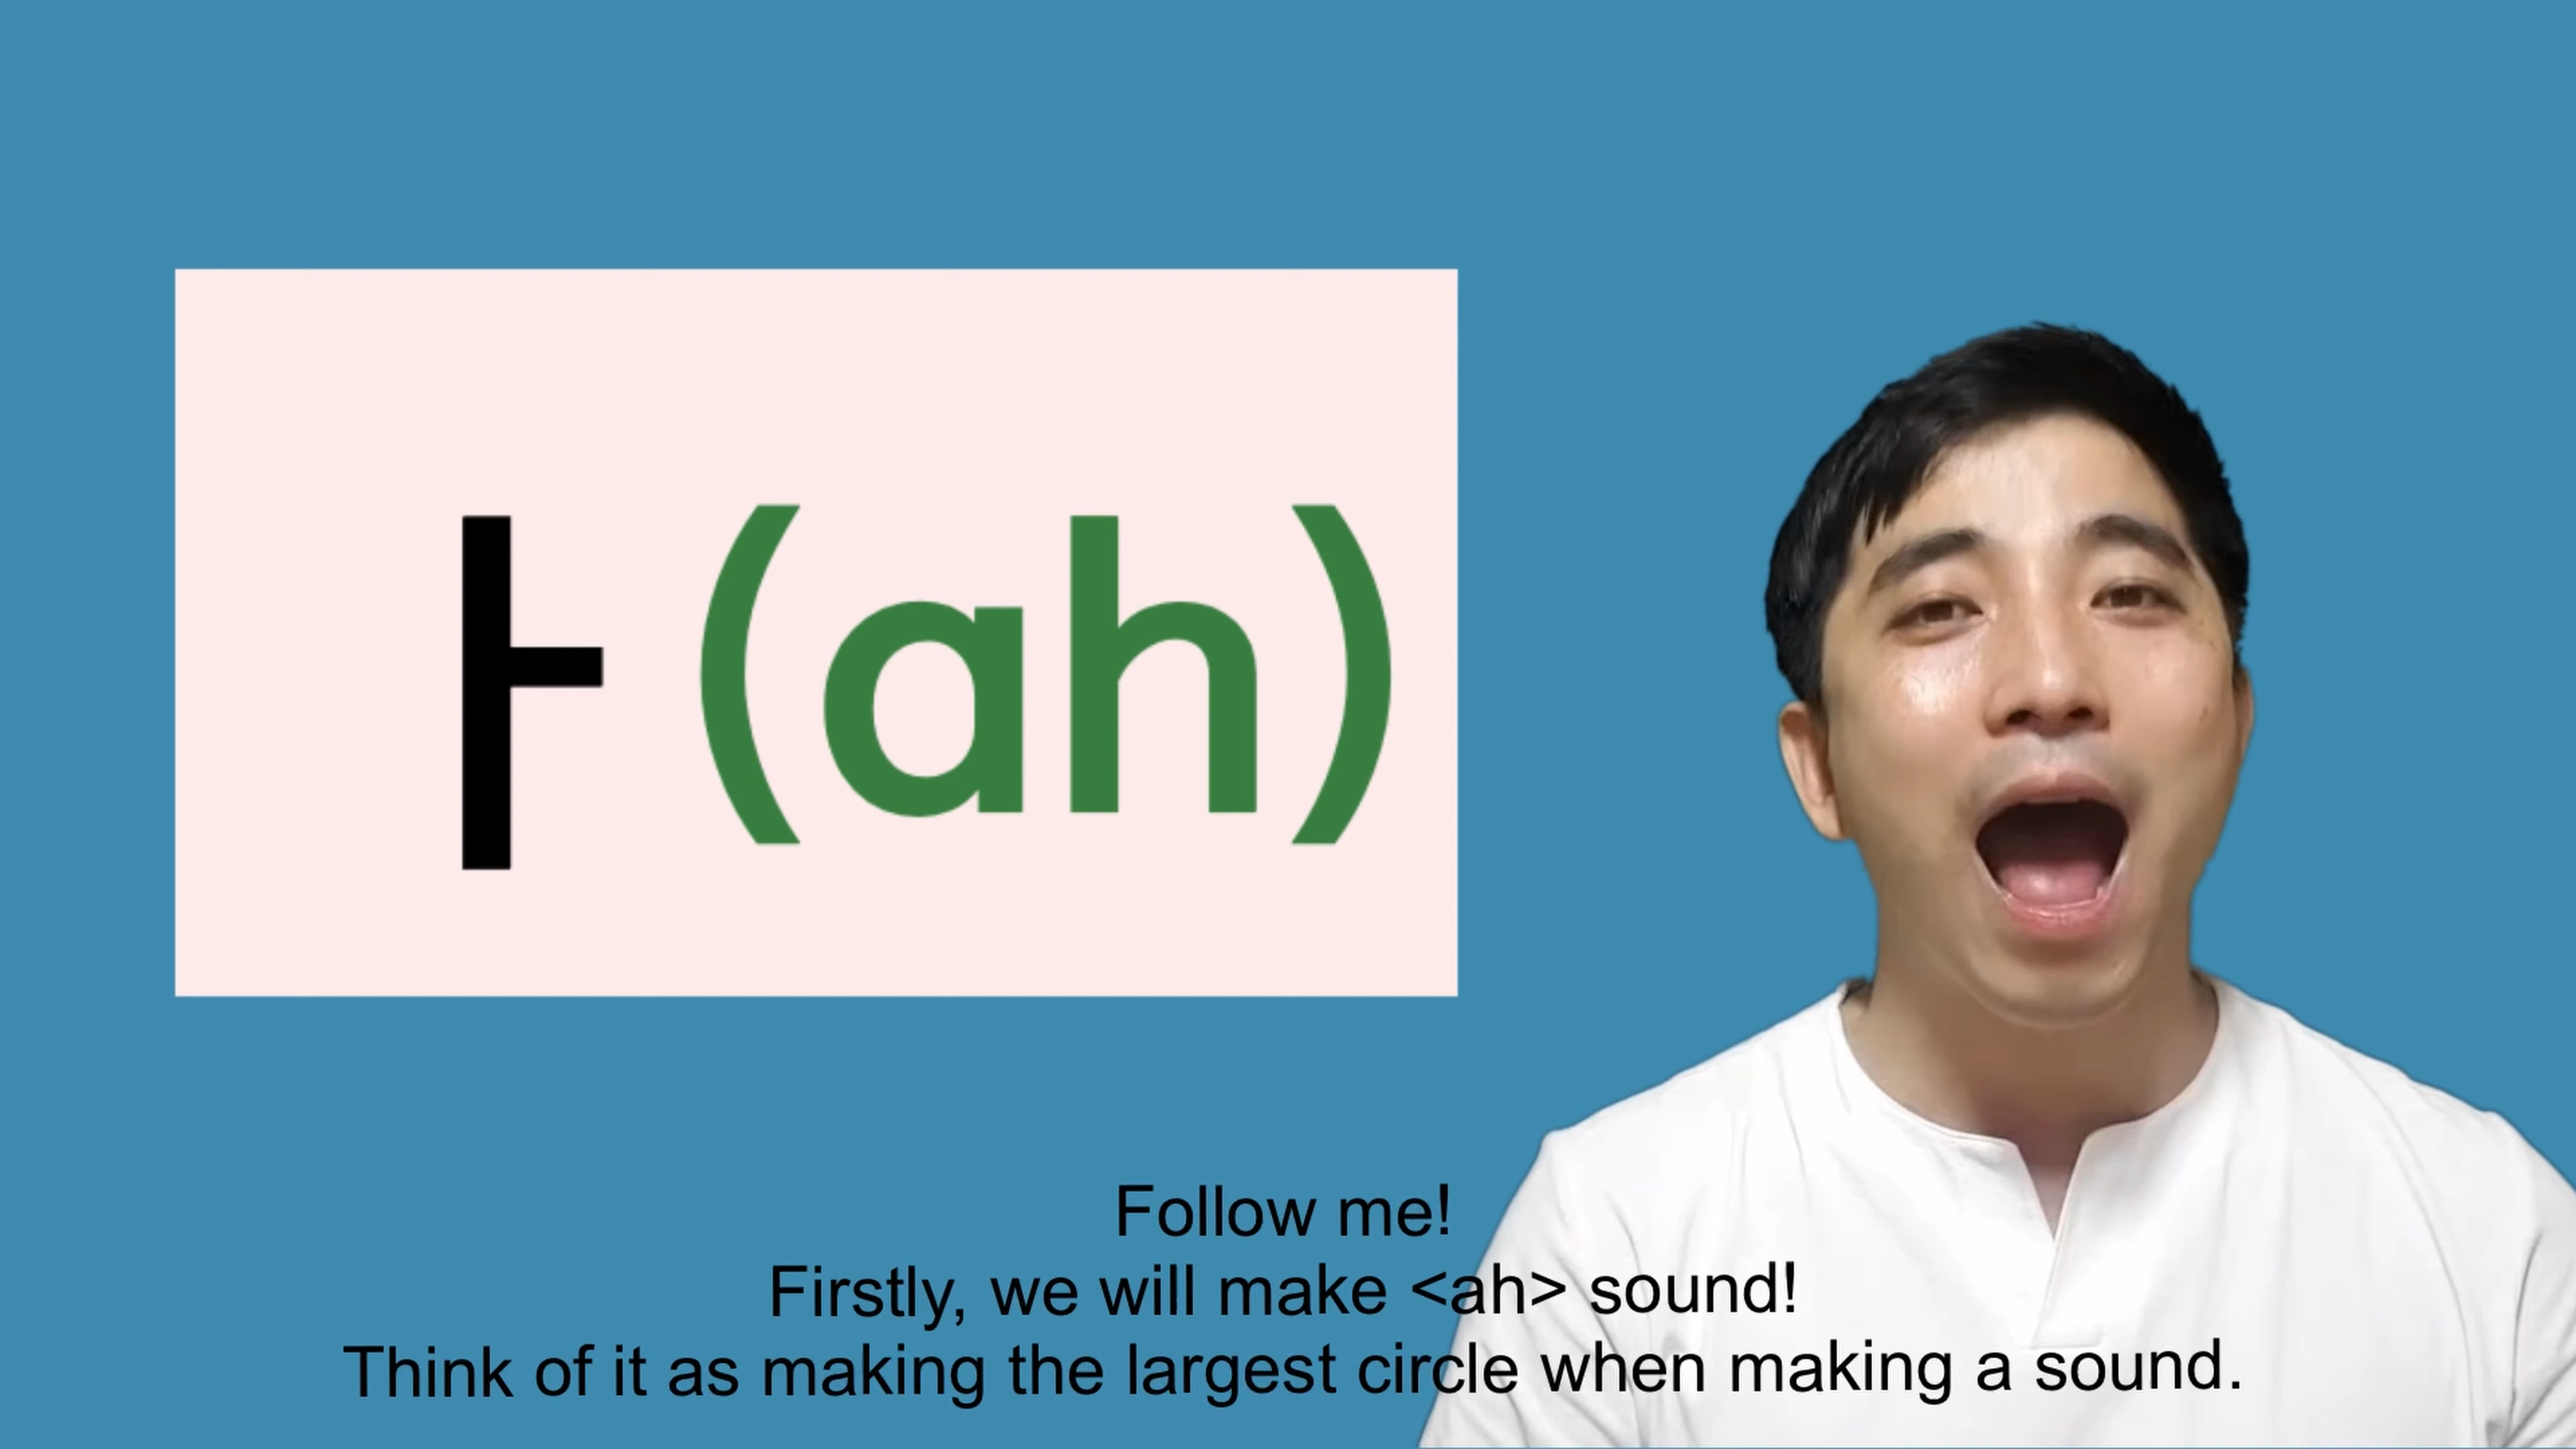 ㅏ (ah)
Follow me!
Firstly, we will make <ah> sound!
Think of it as making the largest circle when making a sound.